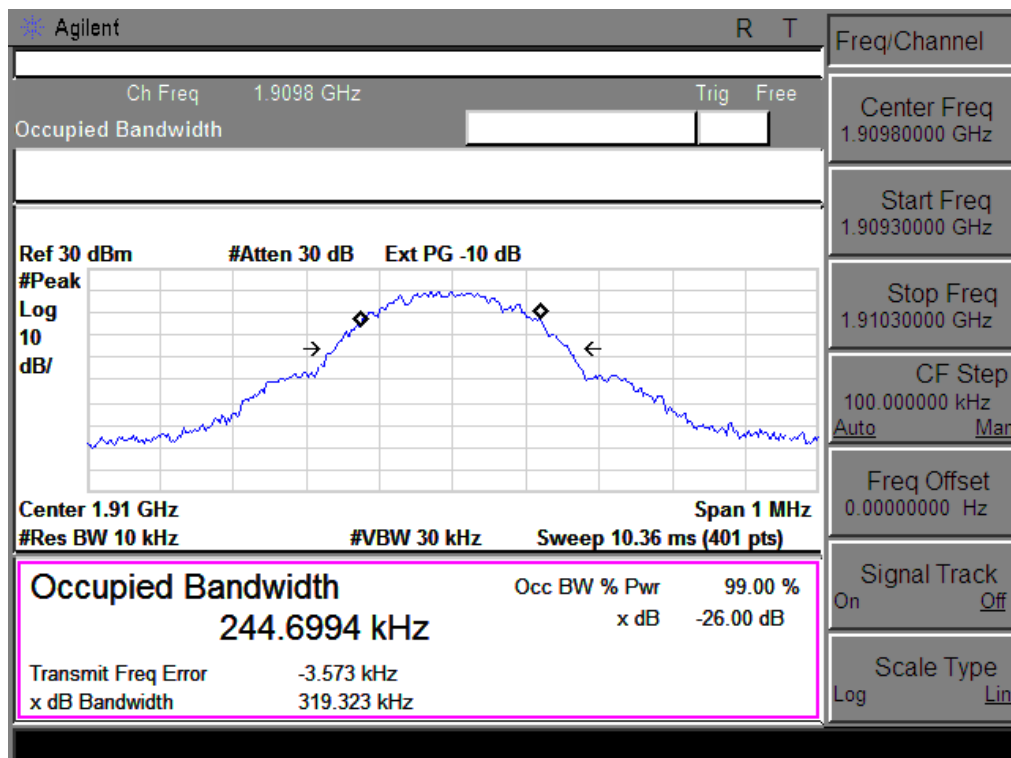 Agilent R T
Ch Freq 1.9098 GHz Trig Free
Occupied Bandwidth
Ref 30 dBm #Atten 30 dB Ext PG -10 dB
#Peak
Log
10
dB/
Center 1.91 GHz Span 1 MHz
#Res BW 10 kHz #VBW 30 kHz Sweep 10.36 ms (401 pts)
Occupied Bandwidth
244.6994 kHz
Occ BW % Pwr 99.00 %
x dB -26.00 dB
Transmit Freq Error -3.573 kHz
x dB Bandwidth 319.323 kHz
Freq/Channel
Center Freq
1.90980000 GHz
Start Freq
1.90930000 GHz
Stop Freq
1.91030000 GHz
CF Step
100.000000 kHz
Auto Man
Freq Offset
0.00000000 Hz
Signal Track
On Off
Scale Type
Log Lin